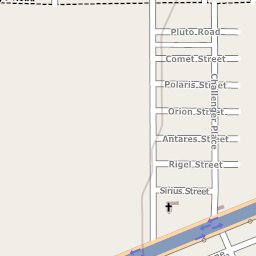 Pluto Road
Comet Street
Polaris Street
Challenger Place
Orion Street
Antares Street
Rigel Street
Sirius Street